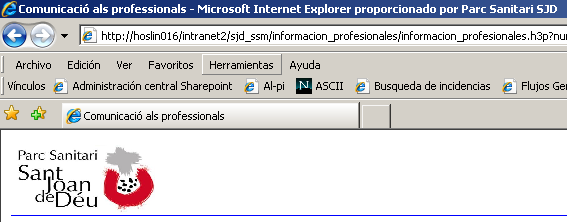 Comunicació als professionals - Microsoft Internet Explorer proporcionado por Parc Sanitari SJD
http://hoslin016/intranet2/sjd_ssm/informacion_profesionales/informacion_profesionales.h3p?nu
Archivo Edición Ver Favoritos Herramientas Ayuda
Vínculos Administración central Sharepoint Al-pi N ASCII Busqueda de incidencias Flujos Ge
Comunicació als professionals
Parc Sanitari
Sant
Joan
de Déu